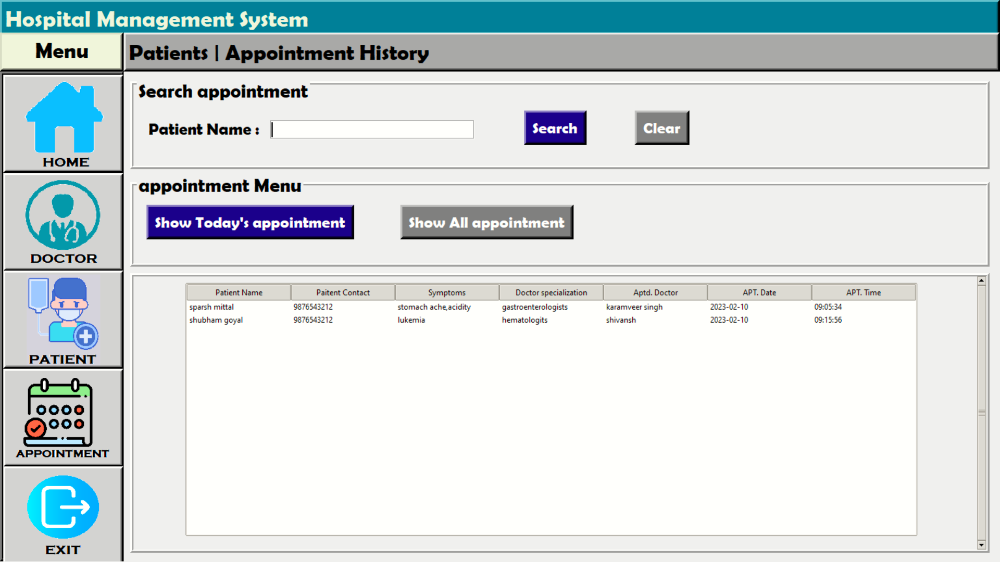 Hospital Management System
Menu
Patients | Appointment History
HOME
DOCTOR
PATIENT
APPOINTMENT
EXIT
Search appointment
Patient Name :
Search
Clear
appointment Menu
Show Today's appointment
Show All appointment
Patient Name Paitent Contact Symptoms Doctor specialization Aptd. Doctor APT. Date APT. Time
sparsh mittal 9876543212 stomach ache,acidity gastroenterologists karamveer singh 2023-02-10 09:05:34
shubham goyal 9876543212 lukemia hematologits shivansh 2023-02-10 09:15:56